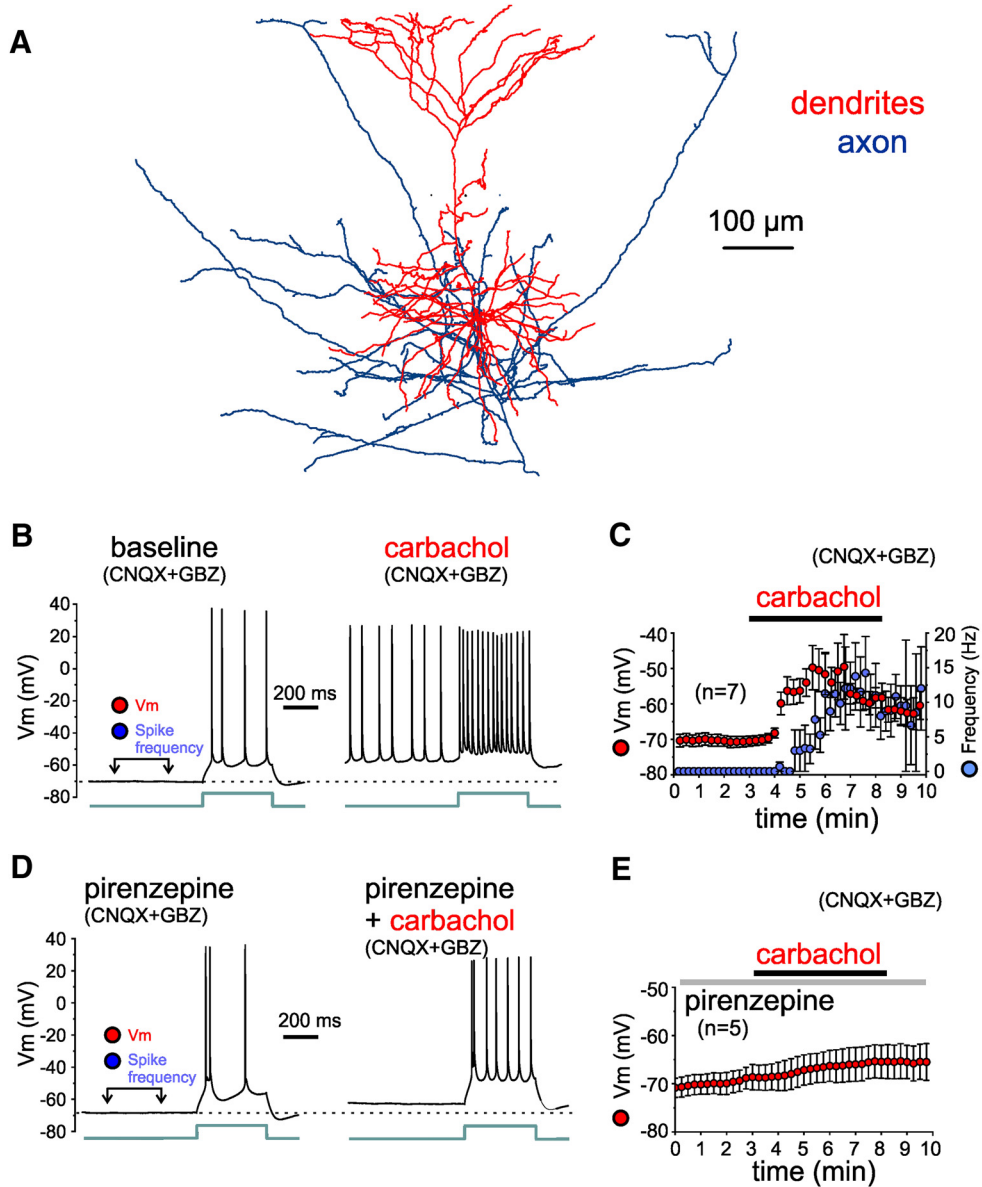 A
dendrites
axon
100 µm
B
baseline
(CNQX+GBZ)
carbachol
(CNQX+GBZ)
Vm (mV)
40
20
0
-20
-40
-60
-80
Vm
Spike
frequency
200 ms
C
(CNQX+GBZ)
carbachol
(n=7)
Vm (mV)
-40
-50
-60
-70
-80
20
15
10
5
0
Frequency (Hz)
0 1 2 3 4 5 6 7 8 9 10
time (min)
D
pirenzepine
(CNQX+GBZ)
pirenzepine
+ carbachol
(CNQX+GBZ)
Vm (mV)
40
20
0
-20
-40
-60
-80
Vm
Spike
frequency
200 ms
E
(CNQX+GBZ)
carbachol
pirenzepine
(n=5)
Vm (mV)
-50
-60
-70
-80
0 1 2 3 4 5 6 7 8 9 10
time (min)